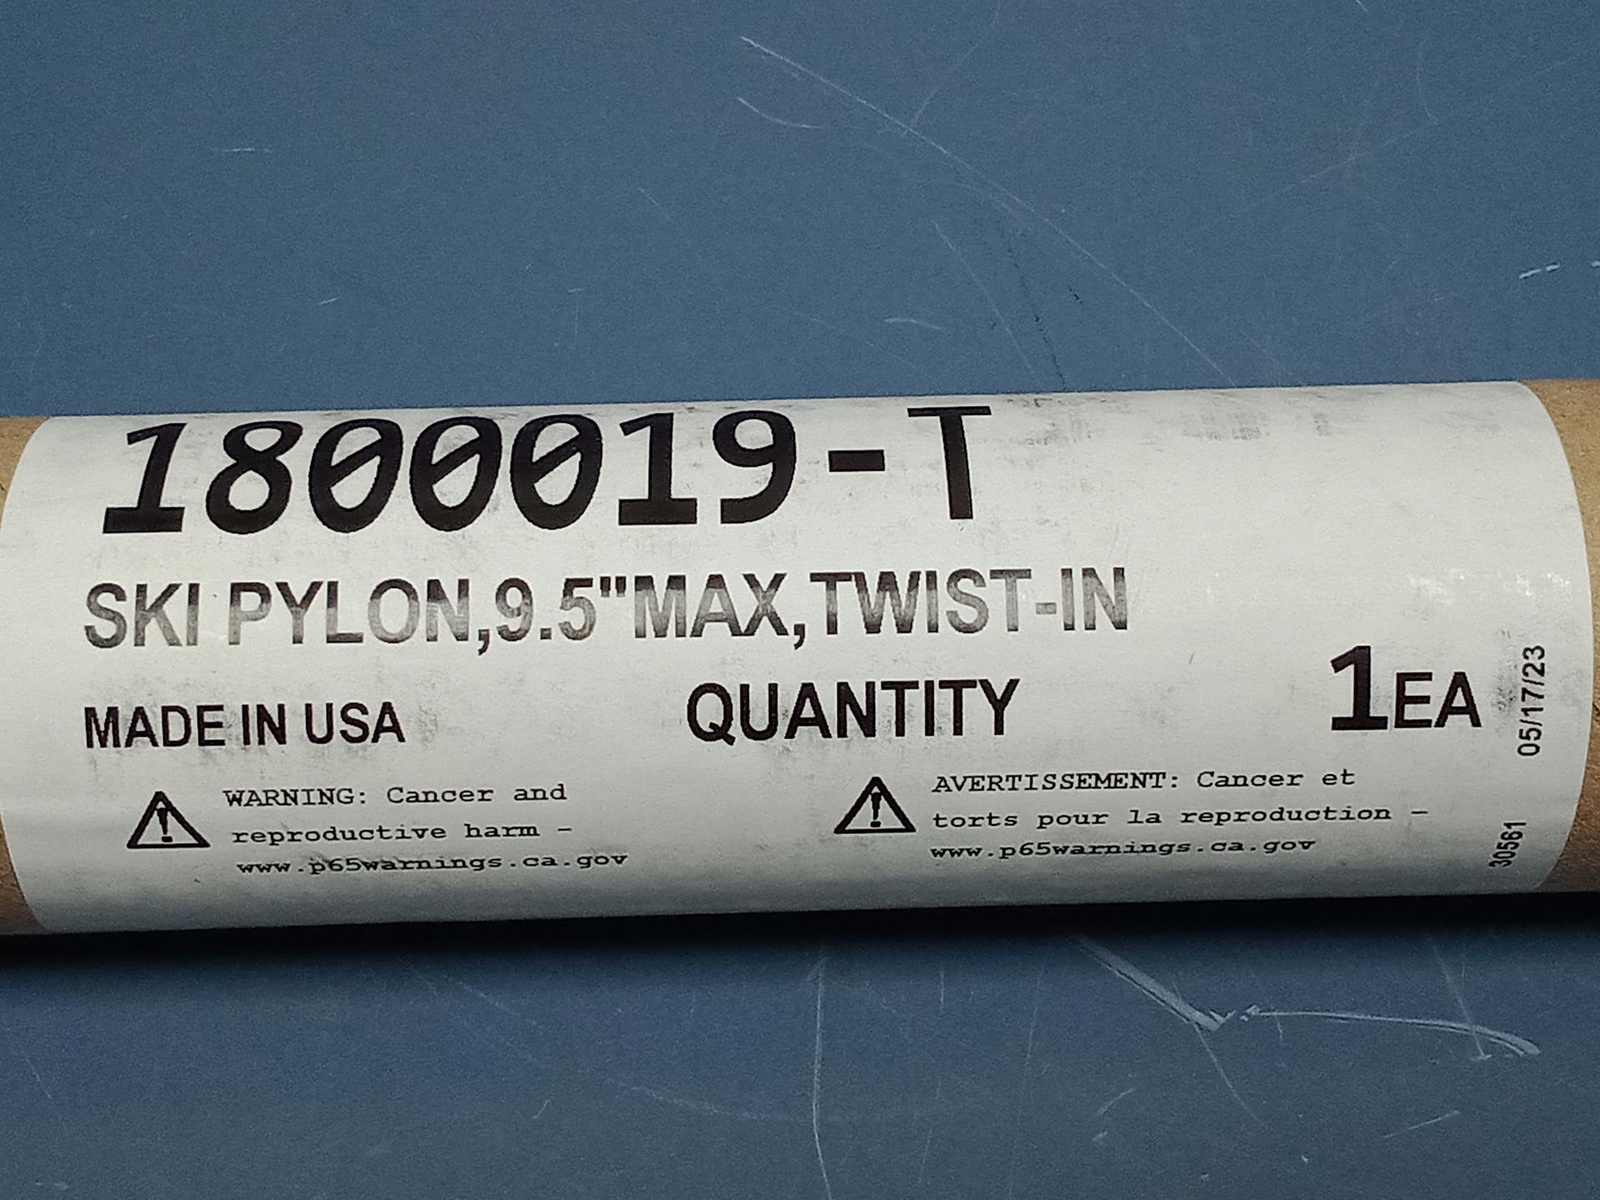 1800019-T
SKI PYLON,9.5"MAX,TWIST-IN
MADE IN USA
QUANTITY
1EA
05/17/23
30561
WARNING: Cancer and
reproductive harm -
www.p65warnings.ca.gov
AVERTISSEMENT: Cancer et
torts pour la reproduction -
www.p65warnings.ca.gov